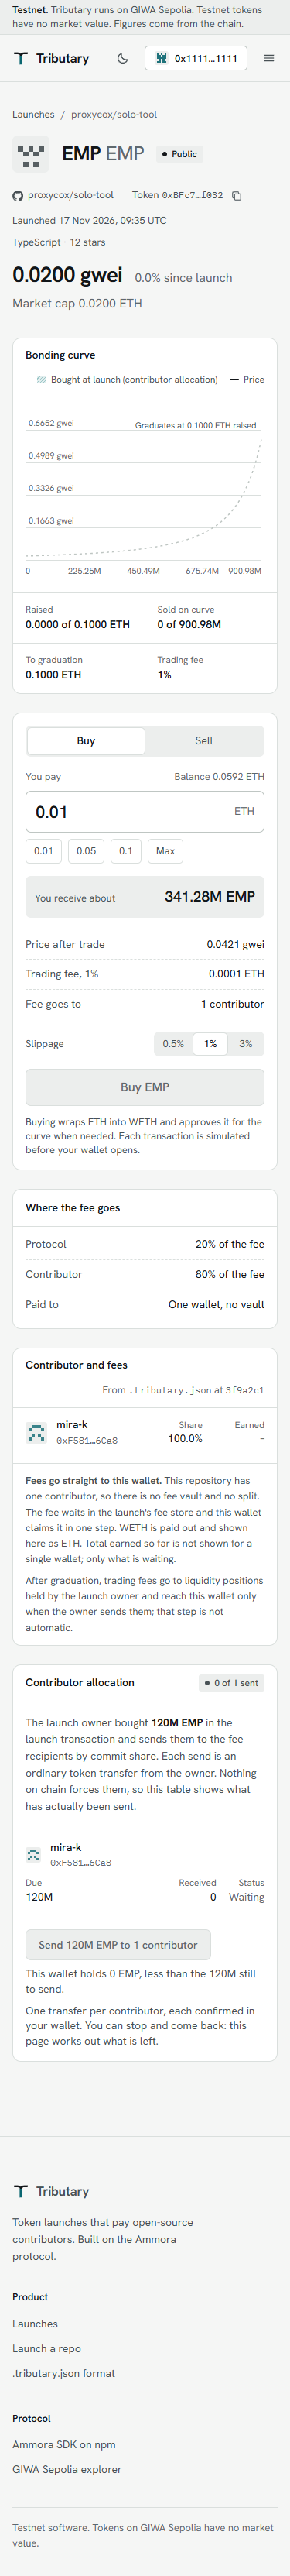 Testnet. Tributary runs on GIWA Sepolia. Testnet tokens
have no market value. Figures come from the chain.
Tributary
0x1111...1111
Launches / proxycox/solo-tool
EMP EMP
Public
proxycox/solo-tool
Token 0xBFc7…f032
Launched 17 Nov 2026, 09:35 UTC
TypeScript · 12 stars
0.0200 gwei 0.0% since launch
Market cap 0.0200 ETH
Bonding curve
Bought at launch (contributor allocation)
Price
0.6652 gwei
Graduates at 0.1000 ETH raised
0.4989 gwei
0.3326 gwei
0.1663 gwei
0 225.25M 450.49M 675.74M 900.98M
Raised
0.0000 of 0.1000 ETH
Sold on curve
0 of 900.98M
To graduation
0.1000 ETH
Trading fee
1%
Buy Sell
You pay Balance 0.0592 ETH
0.01 ETH
0.01 0.05 0.1 Max
You receive about 341.28M EMP
Price after trade 0.0421 gwei
Trading fee, 1% 0.0001 ETH
Fee goes to 1 contributor
Slippage 0.5% 1% 3%
Buy EMP
Buying wraps ETH into WETH and approves it for the
curve when needed. Each transaction is simulated
before your wallet opens.
Where the fee goes
Protocol 20% of the fee
Contributor 80% of the fee
Paid to One wallet, no vault
Contributor and fees
From .tributary.json at 3f9a2c1
mira-k
0xF581…6Ca8
Share
100.0%
Earned
–
Fees go straight to this wallet. This repository has
one contributor, so there is no fee vault and no split.
The fee waits in the launch's fee store and this wallet
claims it in one step. WETH is paid out and shown
here as ETH. Total earned so far is not shown for a
single wallet; only what is waiting.
After graduation, trading fees go to liquidity positions
held by the launch owner and reach this wallet only
when the owner sends them; that step is not
automatic.
Contributor allocation
0 of 1 sent
The launch owner bought 120M EMP in the
launch transaction and sends them to the fee
recipients by commit share. Each send is an
ordinary token transfer from the owner. Nothing
on chain forces them, so this table shows what
has actually been sent.
mira-k
0xF581…6Ca8
Due
120M
Received
0
Status
Waiting
Send 120M EMP to 1 contributor
This wallet holds 0 EMP, less than the 120M still
to send.
One transfer per contributor, each confirmed in
your wallet. You can stop and come back: this
page works out what is left.
Tributary
Token launches that pay open-source
contributors. Built on the Ammora
protocol.
Product
Launches
Launch a repo
.tributary.json format
Protocol
Ammora SDK on npm
GIWA Sepolia explorer
Testnet software. Tokens on GIWA Sepolia have no market
value.